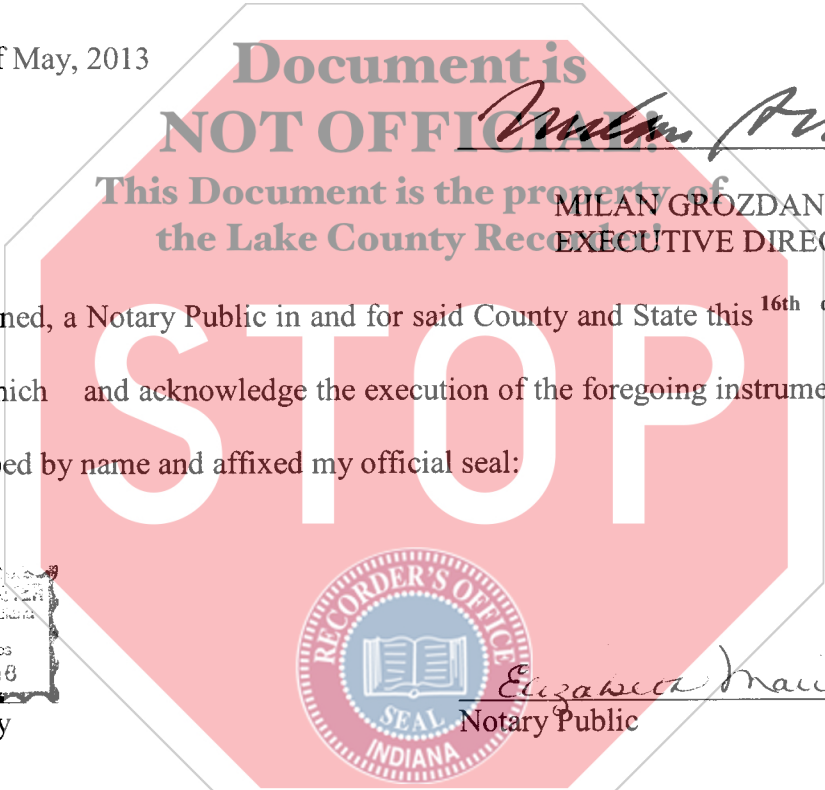 f May, 2013
Document is
NOT OFFICIAL!
This Document is the property of
the Lake County Recorder!
MILAN GROZDAN
EXECUTIVE DIREC
ned, a Notary Public in and for said County and State this 16th
hich and acknowledge the execution of the foregoing instrume
ed by name and affixed my official seal:
STOP
RECORDER'S OFFICE
SEAL
INDIANA
Elizabeth
Notary Public
y